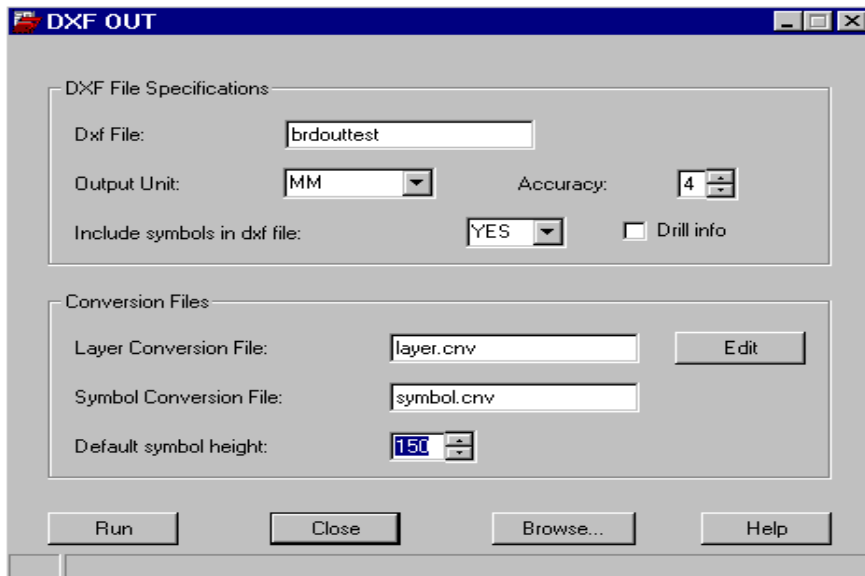 DXF OUT
DXF File Specifications
Dxf File: brdouttest
Output Unit: MM Accuracy: 4
Include symbols in dxf file: YES Drill info
Conversion Files
Layer Conversion File: layer.cnv Edit
Symbol Conversion File: symbol.cnv
Default symbol height: 150
Run Close Browse... Help